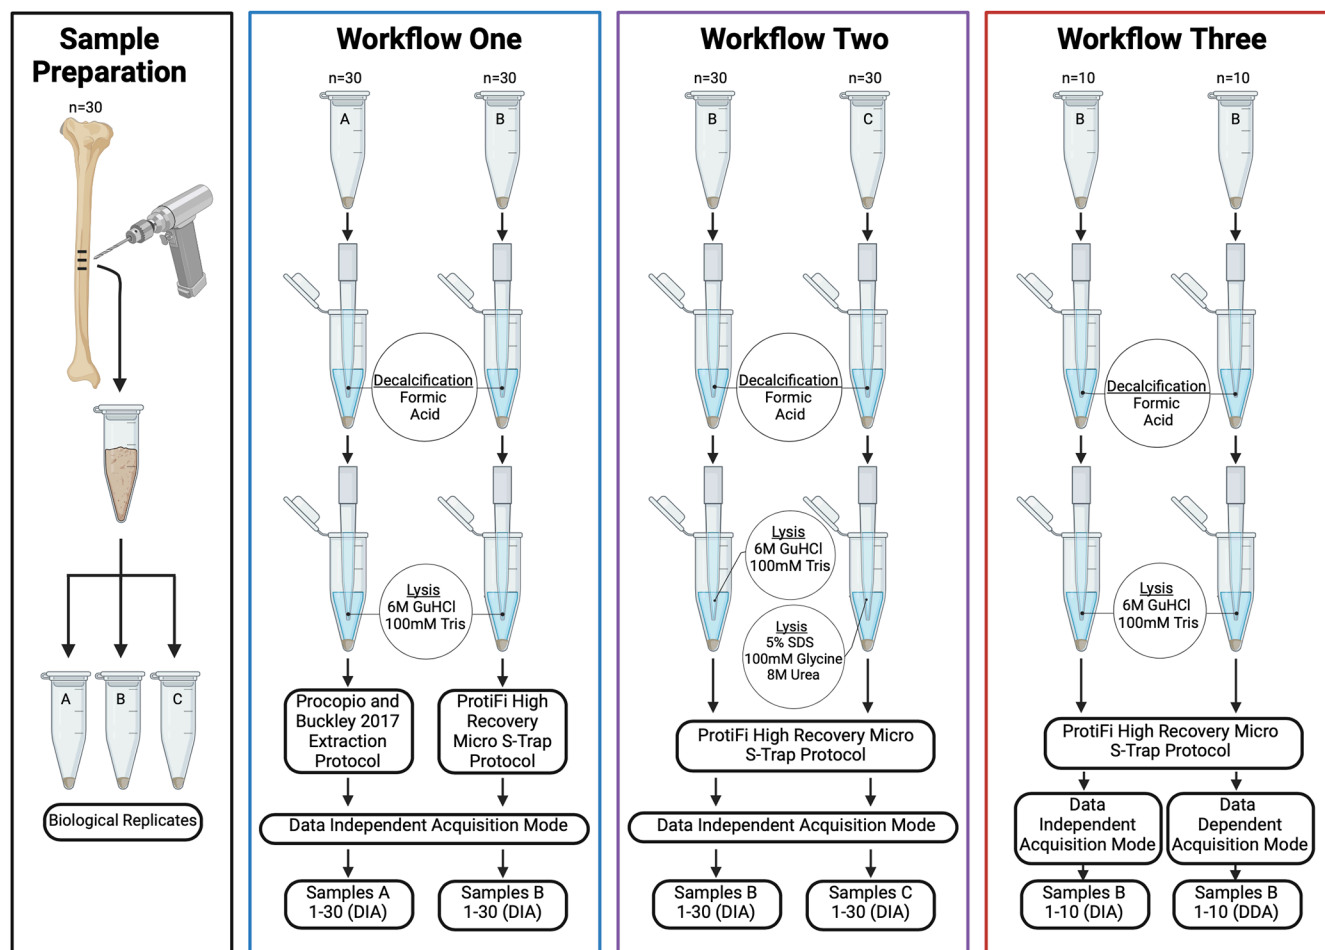 Sample
Preparation
n=30
A
B
C
Biological Replicates
Workflow One
n=30
n=30
A
B
Decalcification
Formic
Acid
Lysis
6M GuHCl
100mM Tris
Procopio and
Buckley 2017
Extraction
Protocol
ProtiFi High
Recovery
Micro S-Trap
Protocol
Data Independent Acquisition Mode
Samples A
1-30 (DIA)
Samples B
1-30 (DIA)
Workflow Two
n=30
n=30
B
C
Decalcification
Formic
Acid
Lysis
6M GuHCl
100mM Tris
Lysis
5% SDS
100mM Glycine
8M Urea
ProtiFi High Recovery Micro
S-Trap Protocol
Data Independent Acquisition Mode
Samples B
1-30 (DIA)
Samples C
1-30 (DIA)
Workflow Three
n=10
n=10
B
B
Decalcification
Formic
Acid
Lysis
6M GuHCl
100mM Tris
ProtiFi High Recovery Micro
S-Trap Protocol
Data
Independent
Acquisition Mode
Data
Dependent
Acquisition Mode
Samples B
1-10 (DIA)
Samples B
1-10 (DDA)